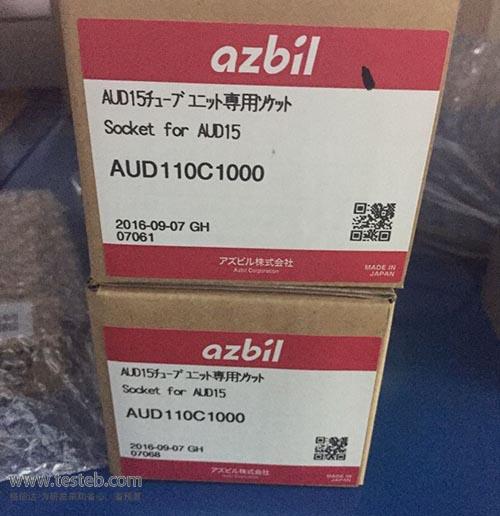 azbil
AUD15チューブユニット専用ソケット
Socket for AUD15
AUD110C1000
2016-09-07 GH
07061
アズビル株式会社
Azbil Corporation
MADE IN
JAPAN
azbil
AUD15チューブユニット専用ソケット
Socket for AUD15
AUD110C1000
2016-09-07 GH
07068
アズビル株式会社
Azbil Corporation
MADE IN
JAPAN
www.testeb.com